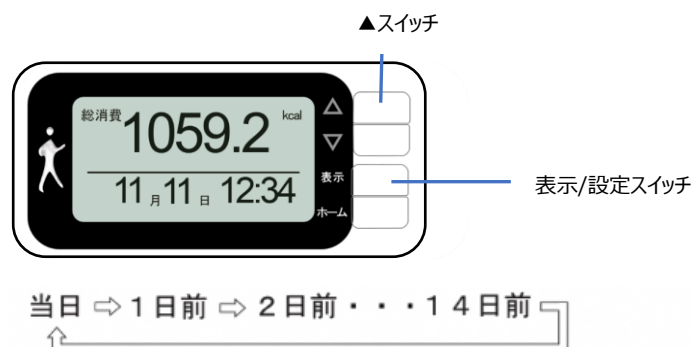 ▲スイッチ
総消費 1059.2 kcal
△
▽
表示
11月11日 12:34
ホーム
表示/設定スイッチ
当日 ⇨ 1日前 ⇨ 2日前・・・14日前